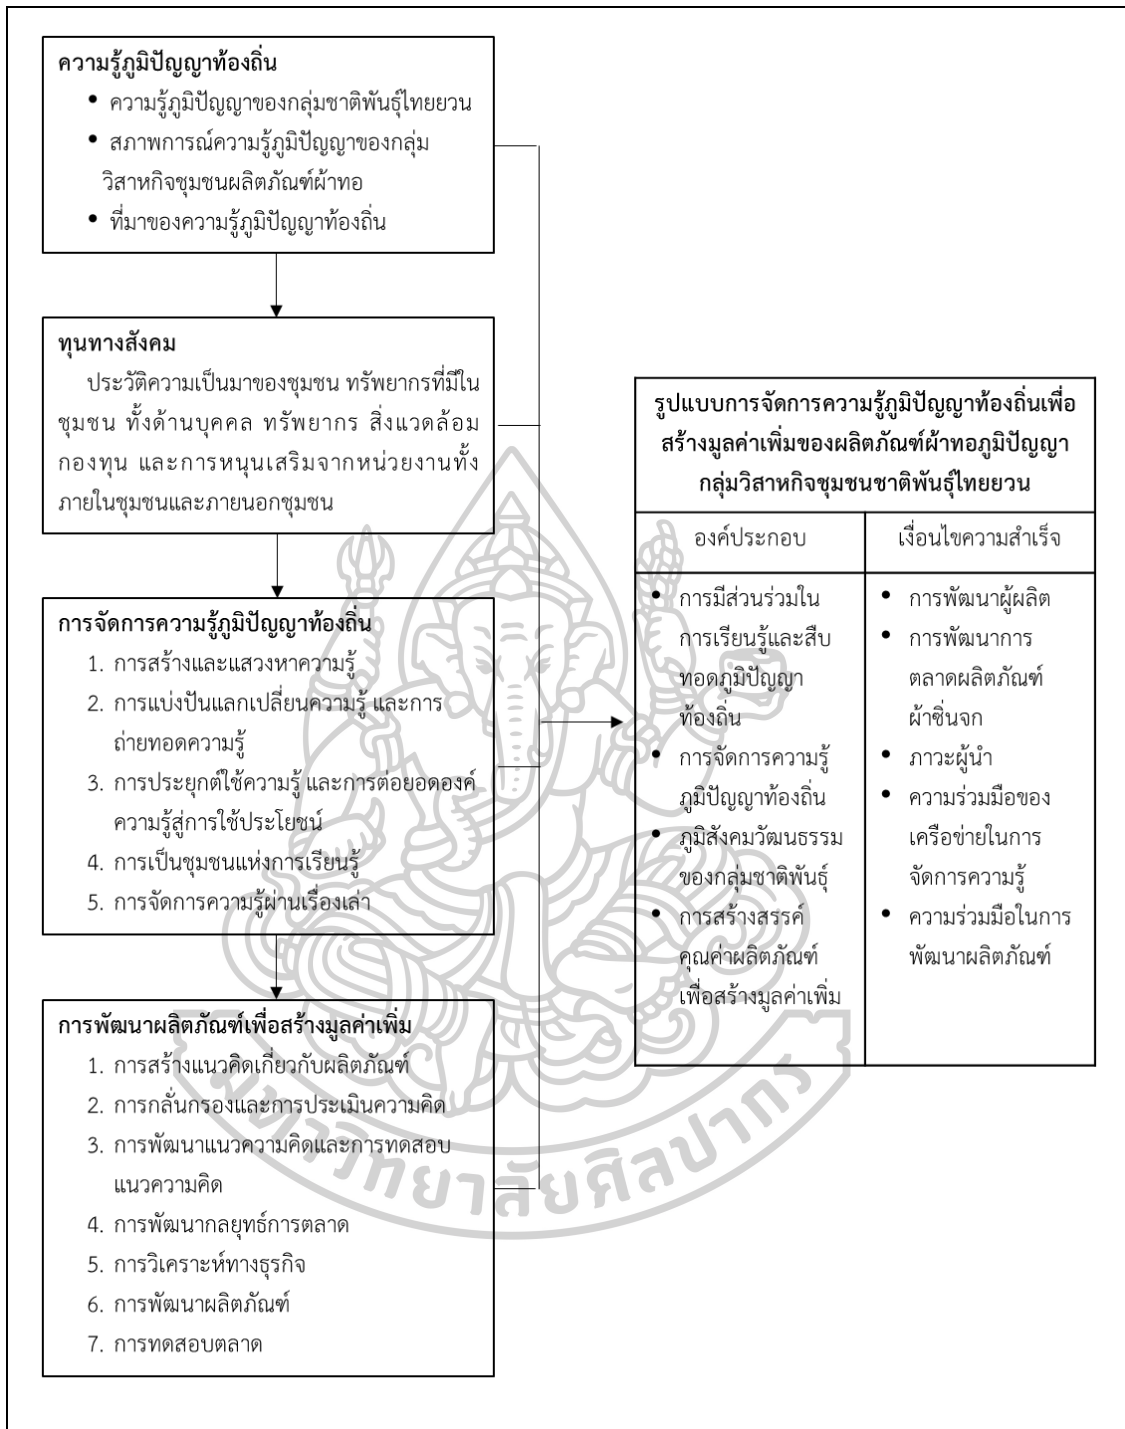 ความรู้ภูมิปัญญาท้องถิ่น
• ความรู้ภูมิปัญญาของกลุ่มชาติพันธุ์ไทยยวน
• สภาพการณ์ความรู้ภูมิปัญญาของกลุ่ม
วิสาหกิจชุมชนผลิตภัณฑ์ผ้าทอ
• ที่มาของความรู้ภูมิปัญญาท้องถิ่น
ทุนทางสังคม
ประวัติความเป็นมาของชุมชน ทรัพยากรที่มีใน
ชุมชน ทั้งด้านบุคคล ทรัพยากร สิ่งแวดล้อม
กองทุน และการหนุนเสริมจากหน่วยงานทั้ง
ภายในชุมชนและภายนอกชุมชน
การจัดการความรู้ภูมิปัญญาท้องถิ่น
1. การสร้างและแสวงหาความรู้
2. การแบ่งปันแลกเปลี่ยนความรู้ และการ
ถ่ายทอดความรู้
3. การประยุกต์ใช้ความรู้ และการต่อยอดองค์
ความรู้สู่การใช้ประโยชน์
4. การเป็นชุมชนแห่งการเรียนรู้
5. การจัดการความรู้ผ่านเรื่องเล่า
การพัฒนาผลิตภัณฑ์เพื่อสร้างมูลค่าเพิ่ม
1. การสร้างแนวคิดเกี่ยวกับผลิตภัณฑ์
2. การกลั่นกรองและการประเมินความคิด
3. การพัฒนาแนวความคิดและการทดสอบ
แนวความคิด
4. การพัฒนากลยุทธ์การตลาด
5. การวิเคราะห์ทางธุรกิจ
6. การพัฒนาผลิตภัณฑ์
7. การทดสอบตลาด
รูปแบบการจัดการความรู้ภูมิปัญญาท้องถิ่นเพื่อ
สร้างมูลค่าเพิ่มของผลิตภัณฑ์ผ้าทอภูมิปัญญา
กลุ่มวิสาหกิจชุมชนชาติพันธุ์ไทยยวน
องค์ประกอบ
• การมีส่วนร่วมใน
การเรียนรู้และสืบ
ทอดภูมิปัญญา
ท้องถิ่น
• การจัดการความรู้
ภูมิปัญญาท้องถิ่น
• ภูมิสังคมวัฒนธรรม
ของกลุ่มชาติพันธุ์
• การสร้างสรรค์
คุณค่าผลิตภัณฑ์
เพื่อสร้างมูลค่าเพิ่ม
เงื่อนไขความสำเร็จ
• การพัฒนาผู้ผลิต
• การพัฒนาการ
ตลาดผลิตภัณฑ์
ผ้าซิ่นจก
• ภาวะผู้นำ
• ความร่วมมือของ
เครือข่ายในการ
จัดการความรู้
• ความร่วมมือในการ
พัฒนาผลิตภัณฑ์
มหาวิทยาลัยศิลปากร